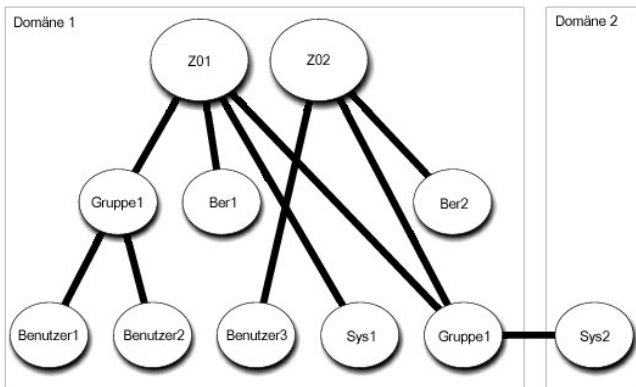 Domäne 1
Domäne 2
Z01
Z02
Gruppe1
Ber1
Ber2
Benutzer1
Benutzer2
Benutzer3
Sys1
Gruppe1
Sys2